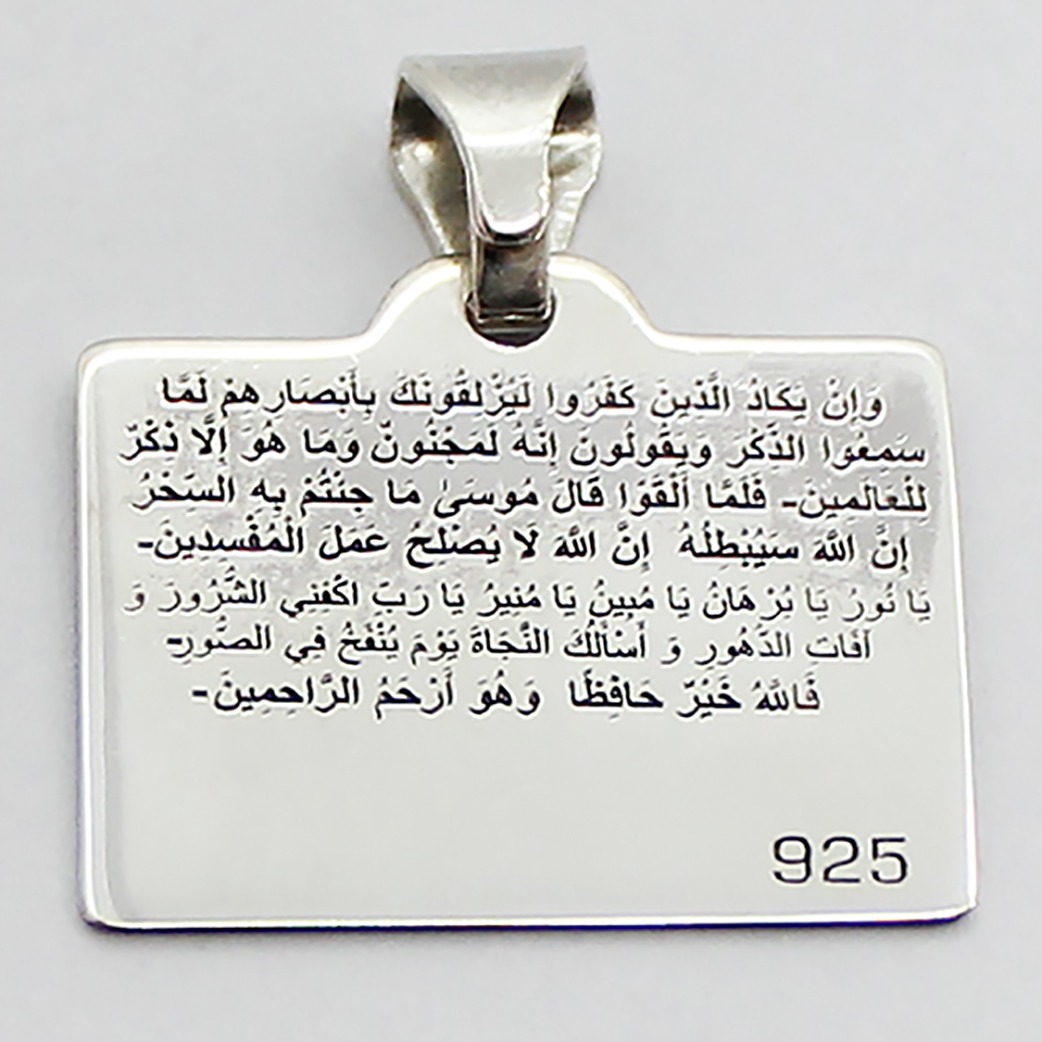 وَإِنْ يَكَادُ الَّذِينَ كَفَرُوا لَيُزْلِقُونَكَ بِأَبْصَارِهِمْ لَمَّا
سَمِعُوا الذِّكْرَ وَيَقُولُونَ إِنَّهُ لَمَجْنُونٌ وَمَا هُوَ إِلَّا ذِكْرٌ
لِلْعَالَمِينَ- فَلَمَّا أَلْقَوْا قَالَ مُوسَىٰ مَا جِئْتُمْ بِهِ السِّحْرُ
إِنَّ اللَّهَ سَيُبْطِلُهُ إِنَّ اللَّهَ لَا يُصْلِحُ عَمَلَ الْمُفْسِدِينَ-
يَا نُورُ يَا بُرْهَانُ يَا مُبِينُ يَا مُنِيرُ يَا رَبِّ اكْفِنِي الشُّرُورَ وَ
آفَاتِ الدُّهُورِ وَ أَسْأَلُكَ النَّجَاةَ يَوْمَ يُنْفَخُ فِي الصُّورِ-
فَاللَّهُ خَيْرٌ حَافِظًا وَهُوَ أَرْحَمُ الرَّاحِمِينَ-
925